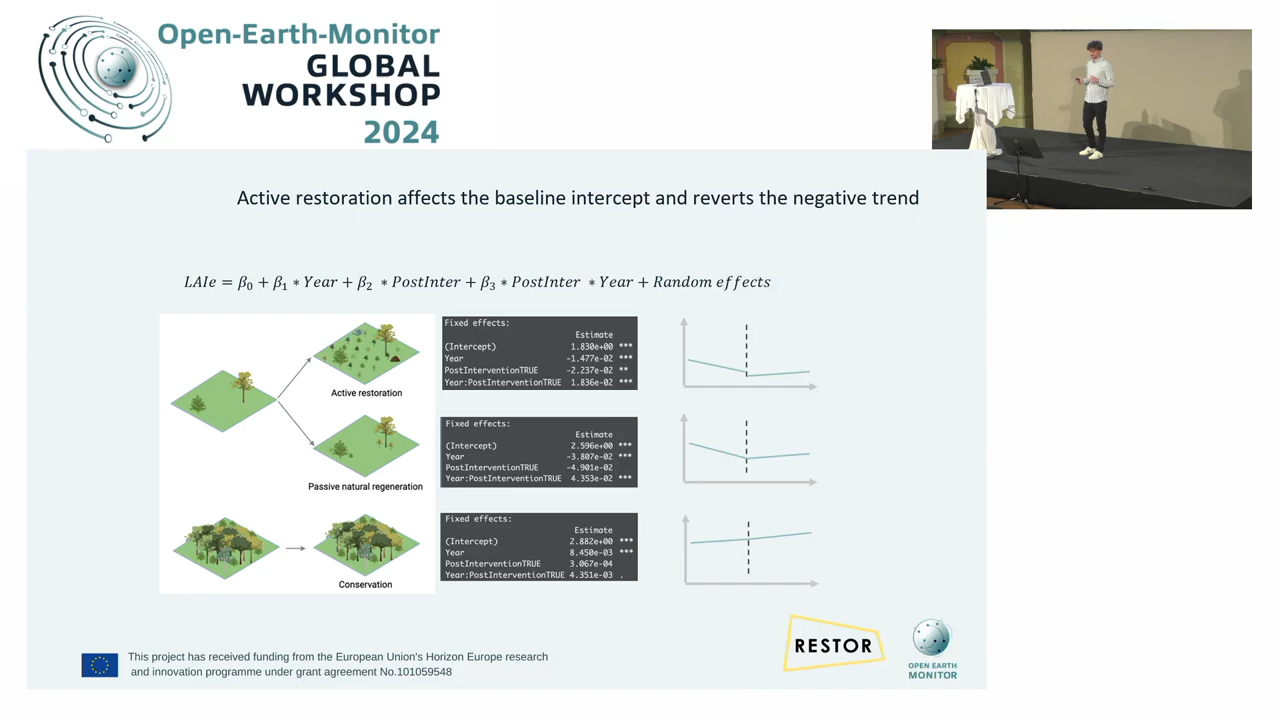 Open-Earth-Monitor
GLOBAL
WORKSHOP
2024
Active restoration affects the baseline intercept and reverts the negative trend
LAIe = β₀ + β₁ * Year + β₂ * PostInter + β₃ * PostInter * Year + Random effects
Fixed effects:
Estimate
(Intercept) 1.830e+00 ***
Year -1.477e-02 ***
PostInterventionTRUE -2.237e-02 **
Year:PostInterventionTRUE 1.836e-02 ***
Active restoration
Fixed effects:
Estimate
(Intercept) 2.596e+00 ***
Year -3.807e-02 ***
PostInterventionTRUE -4.901e-02
Year:PostInterventionTRUE 4.353e-02 ***
Passive natural regeneration
Fixed effects:
Estimate
(Intercept) 2.882e+00 ***
Year 8.450e-03 ***
PostInterventionTRUE 3.067e-04
Year:PostInterventionTRUE 4.351e-03 .
Conservation
RESTOR
OPEN EARTH
MONITOR
This project has received funding from the European Union's Horizon Europe research
and innovation programme under grant agreement No.101059548